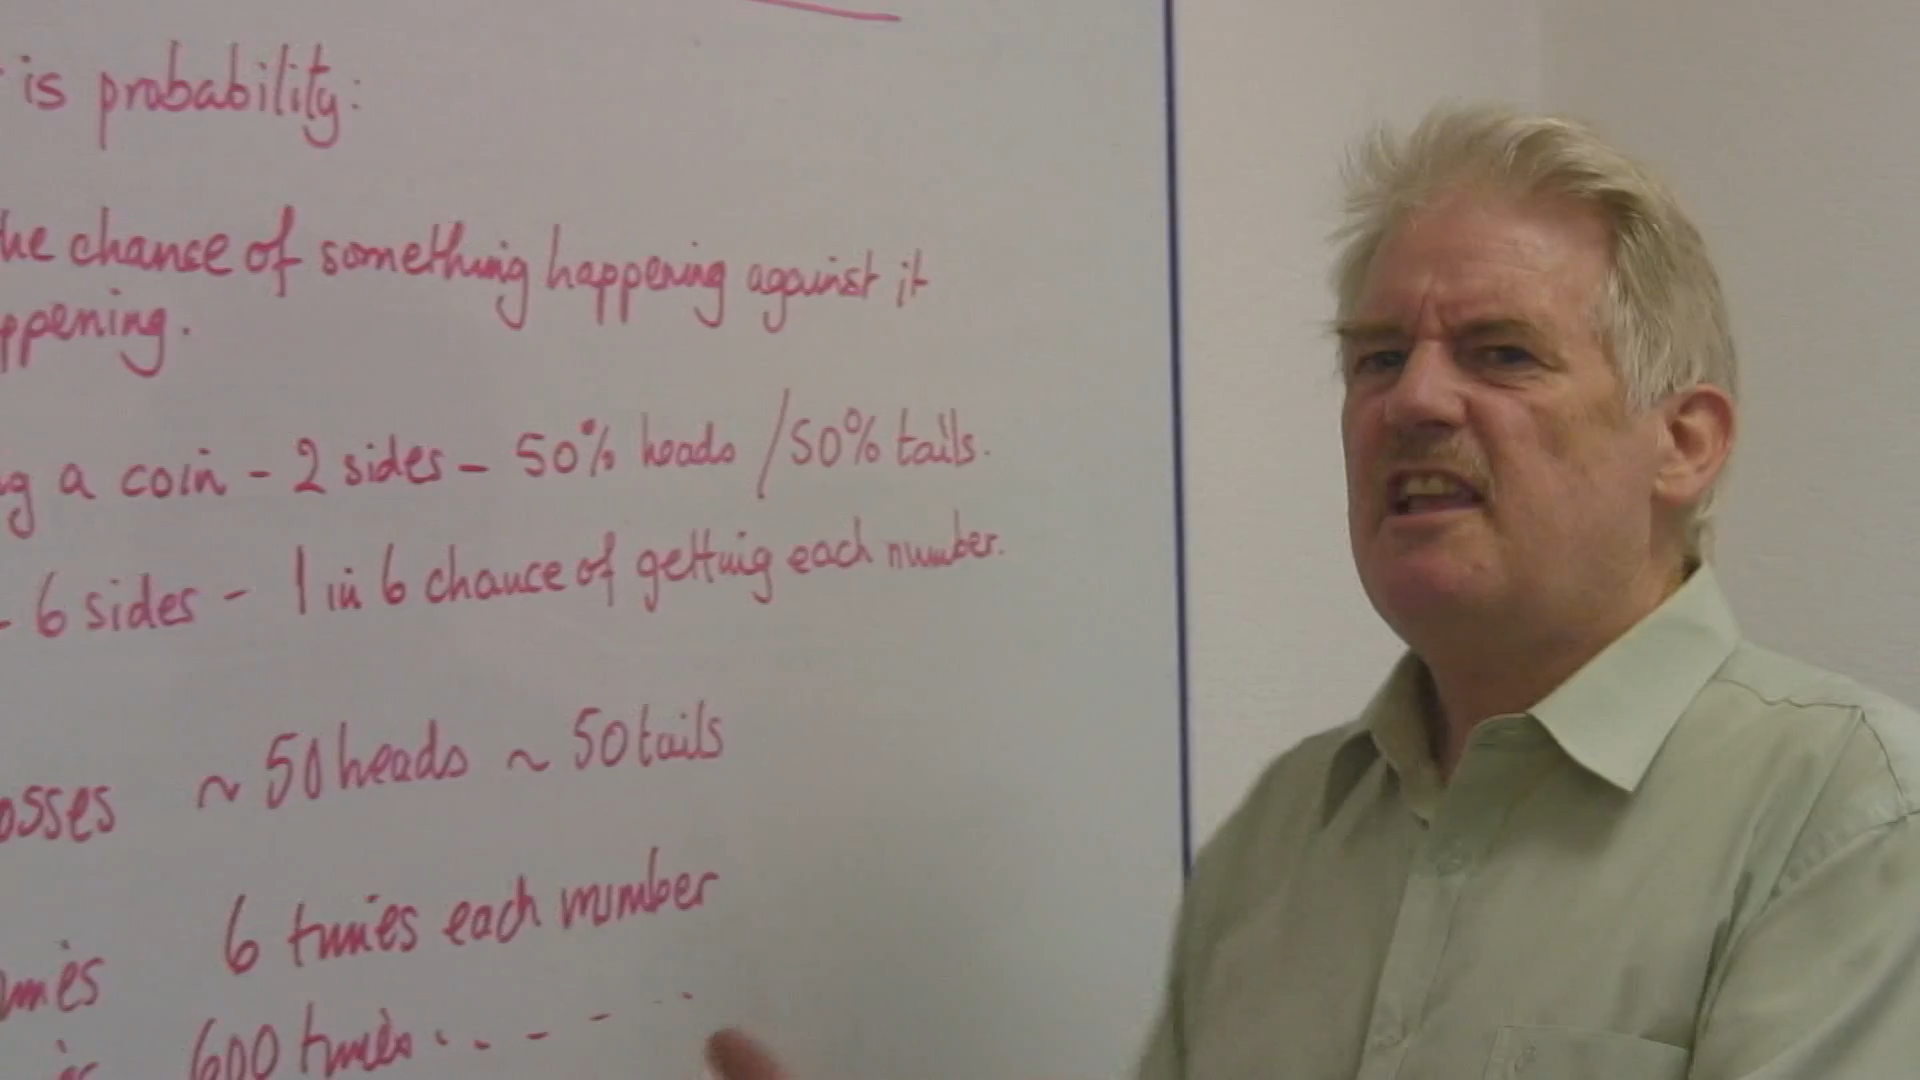 is probability:
he chance of something happening against it
ppening.
g a coin - 2 sides - 50% heads / 50% tails.
- 6 sides - 1 in 6 chance of getting each number.
osses ~ 50 heads ~ 50 tails
mes 6 times each number
600 times . . - - . .